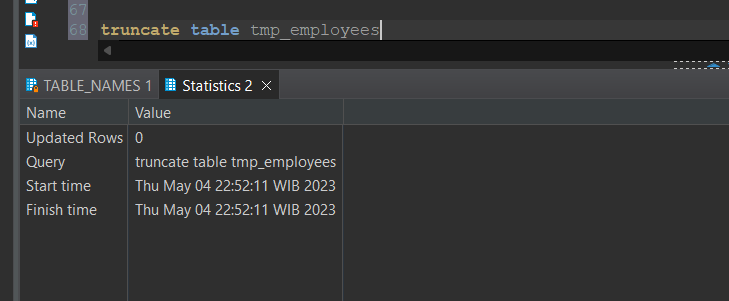 67
68 truncate table tmp_employees
TABLE_NAMES 1 Statistics 2
Name Value
Updated Rows 0
Query truncate table tmp_employees
Start time Thu May 04 22:52:11 WIB 2023
Finish time Thu May 04 22:52:11 WIB 2023